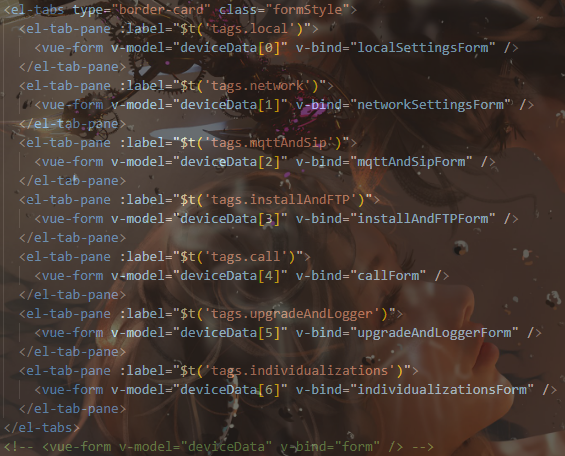 <el-tabs type="border-card" class="formStyle">
<el-tab-pane :label="$t('tags.local')">
<vue-form v-model="deviceData[0]" v-bind="localSettingsForm" />
</el-tab-pane>
<el-tab-pane :label="$t('tags.network')">
<vue-form v-model="deviceData[1]" v-bind="networkSettingsForm" />
</el-tab-pane>
<el-tab-pane :label="$t('tags.mqttAndSip')">
<vue-form v-model="deviceData[2]" v-bind="mqttAndSipForm" />
</el-tab-pane>
<el-tab-pane :label="$t('tags.installAndFTP')">
<vue-form v-model="deviceData[3]" v-bind="installAndFTPForm" />
</el-tab-pane>
<el-tab-pane :label="$t('tags.call')">
<vue-form v-model="deviceData[4]" v-bind="callForm" />
</el-tab-pane>
<el-tab-pane :label="$t('tags.upgradeAndLogger')">
<vue-form v-model="deviceData[5]" v-bind="upgradeAndLoggerForm" />
</el-tab-pane>
<el-tab-pane :label="$t('tags.individualizations')">
<vue-form v-model="deviceData[6]" v-bind="individualizationsForm" />
</el-tab-pane>
</el-tabs>
<!-- <vue-form v-model="deviceData" v-bind="form" /> -->